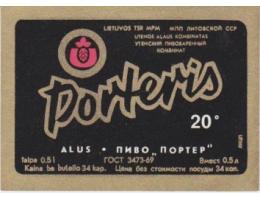 LIETUVOS TSR MPM МПП ЛИТОВСКОЙ ССР
UTENOS ALAUS KOMBINATAS
УТЕНСКИЙ ПИВОВАРЕННЫЙ
КОМБИНАТ
Porteris
20°
ALUS • ПИВО „ПОРТЕР"
Talpa 0.5 l ГОСТ 3473-69 Вмест. 0.5 л
Kaina be butelio 34 kap. Цена без стоимости посуды 34 коп.